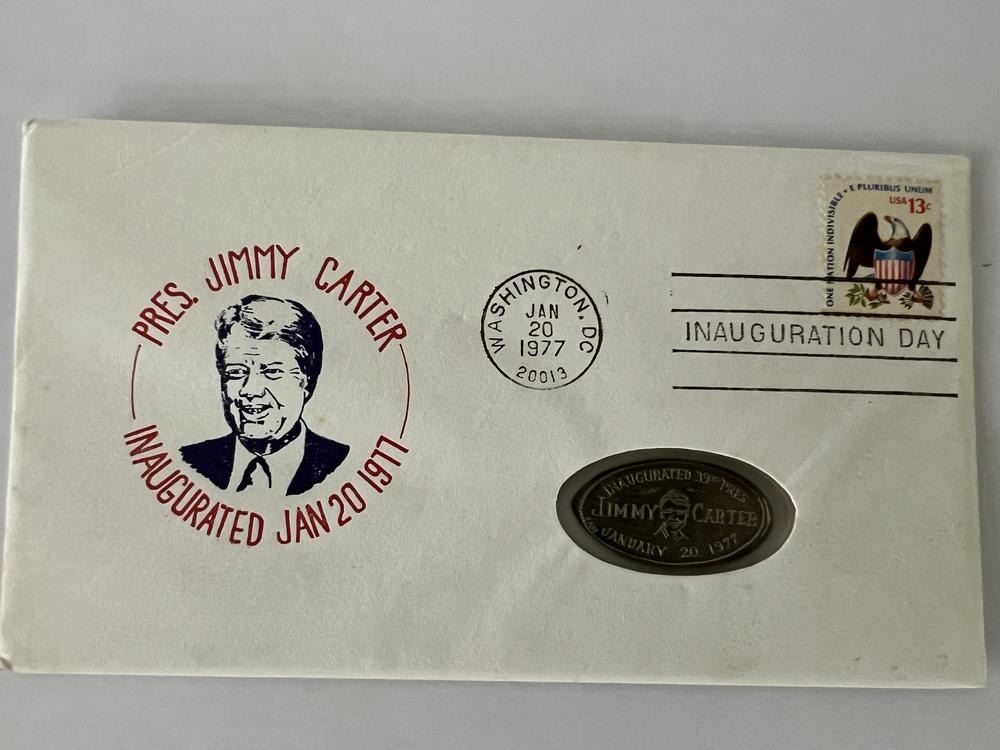 PRES. JIMMY CARTER
INAUGURATED JAN 20 1977
WASHINGTON, DC
JAN
20
1977
20013
E PLURIBUS UNUM
ONE NATION INDIVISIBLE
USA 13c
INAUGURATION DAY
INAUGURATED 39TH PRES.
JIMMY CARTER
JANUARY 20, 1977